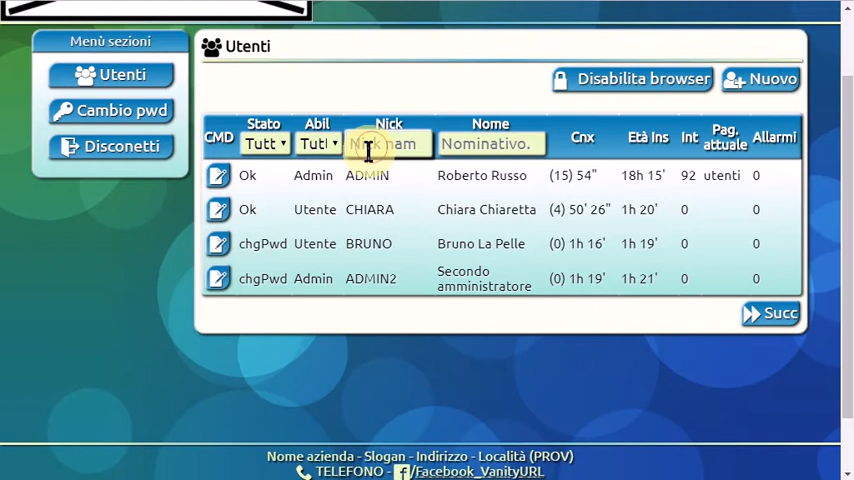 Menù sezioni
Utenti
Cambio pwd
Disconetti
Utenti
Disabilita browser
Nuovo
CMD Stato Abil Nick Nome Cnx Età Ins Int Pag. attuale Allarmi
Tutt Tutt Nick nam Nominativo.
Ok Admin ADMIN Roberto Russo (15) 54" 18h 15' 92 utenti 0
Ok Utente CHIARA Chiara Chiaretta (4) 50' 26" 1h 20' 0 0
chgPwd Utente BRUNO Bruno La Pelle (0) 1h 16' 1h 19' 0 0
chgPwd Admin ADMIN2 Secondo amministratore (0) 1h 19' 1h 21' 0 0
Succ
Nome azienda - Slogan - Indirizzo - Località (PROV)
TELEFONO - /Facebook_VanityURL